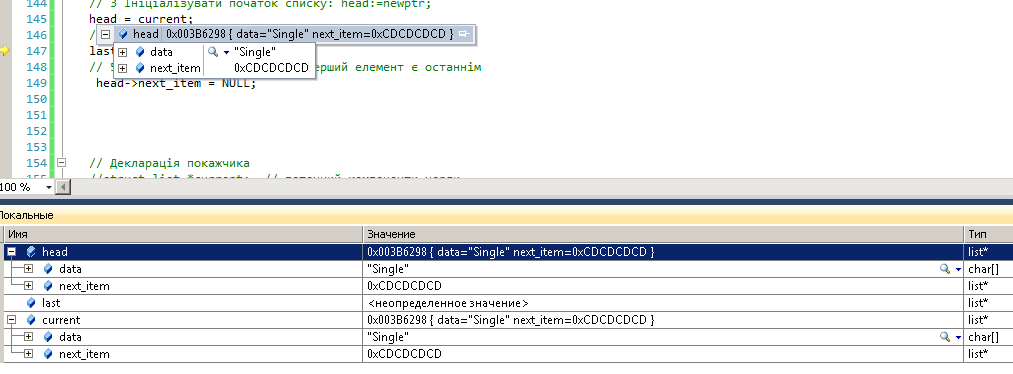 144 // 3 Ініціалізувати початок списку: head:=newptr;
145 head = current;
146 / head 0x003B6298 { data="Single" next_item=0xCDCDCDCD }
147 las data "Single"
148 // next_item 0xCDCDCDCD ерший елемент є останнім
149 head->next_item = NULL;
150
151
152
153
154 // Декларація покажчика
100 %
Локальные
Имя Значение Тип
head 0x003B6298 { data="Single" next_item=0xCDCDCDCD } list*
data "Single" char[]
next_item 0xCDCDCDCD list*
last <неопределенное значение> list*
current 0x003B6298 { data="Single" next_item=0xCDCDCDCD } list*
data "Single" char[]
next_item 0xCDCDCDCD list*